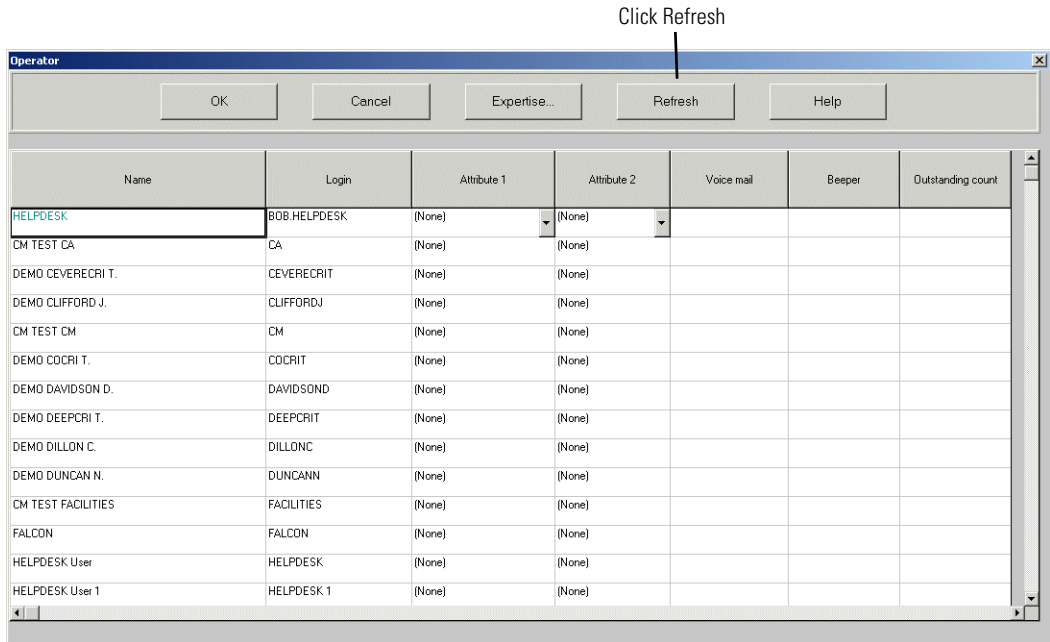 Click Refresh
Operator
OK Cancel Expertise... Refresh Help
Name Login Attribute 1 Attribute 2 Voice mail Beeper Outstanding count
HELPDESK BOB.HELPDESK (None) (None)
CM TEST CA CA (None) (None)
DEMO CEVERECRI T. CEVERECRIT (None) (None)
DEMO CLIFFORD J. CLIFFORDJ (None) (None)
CM TEST CM CM (None) (None)
DEMO COCRI T. COCRIT (None) (None)
DEMO DAVIDSON D. DAVIDSOND (None) (None)
DEMO DEEPCRI T. DEEPCRIT (None) (None)
DEMO DILLON C. DILLONC (None) (None)
DEMO DUNCAN N. DUNCANN (None) (None)
CM TEST FACILITIES FACILITIES (None) (None)
FALCON FALCON (None) (None)
HELPDESK User HELPDESK (None) (None)
HELPDESK User 1 HELPDESK 1 (None) (None)